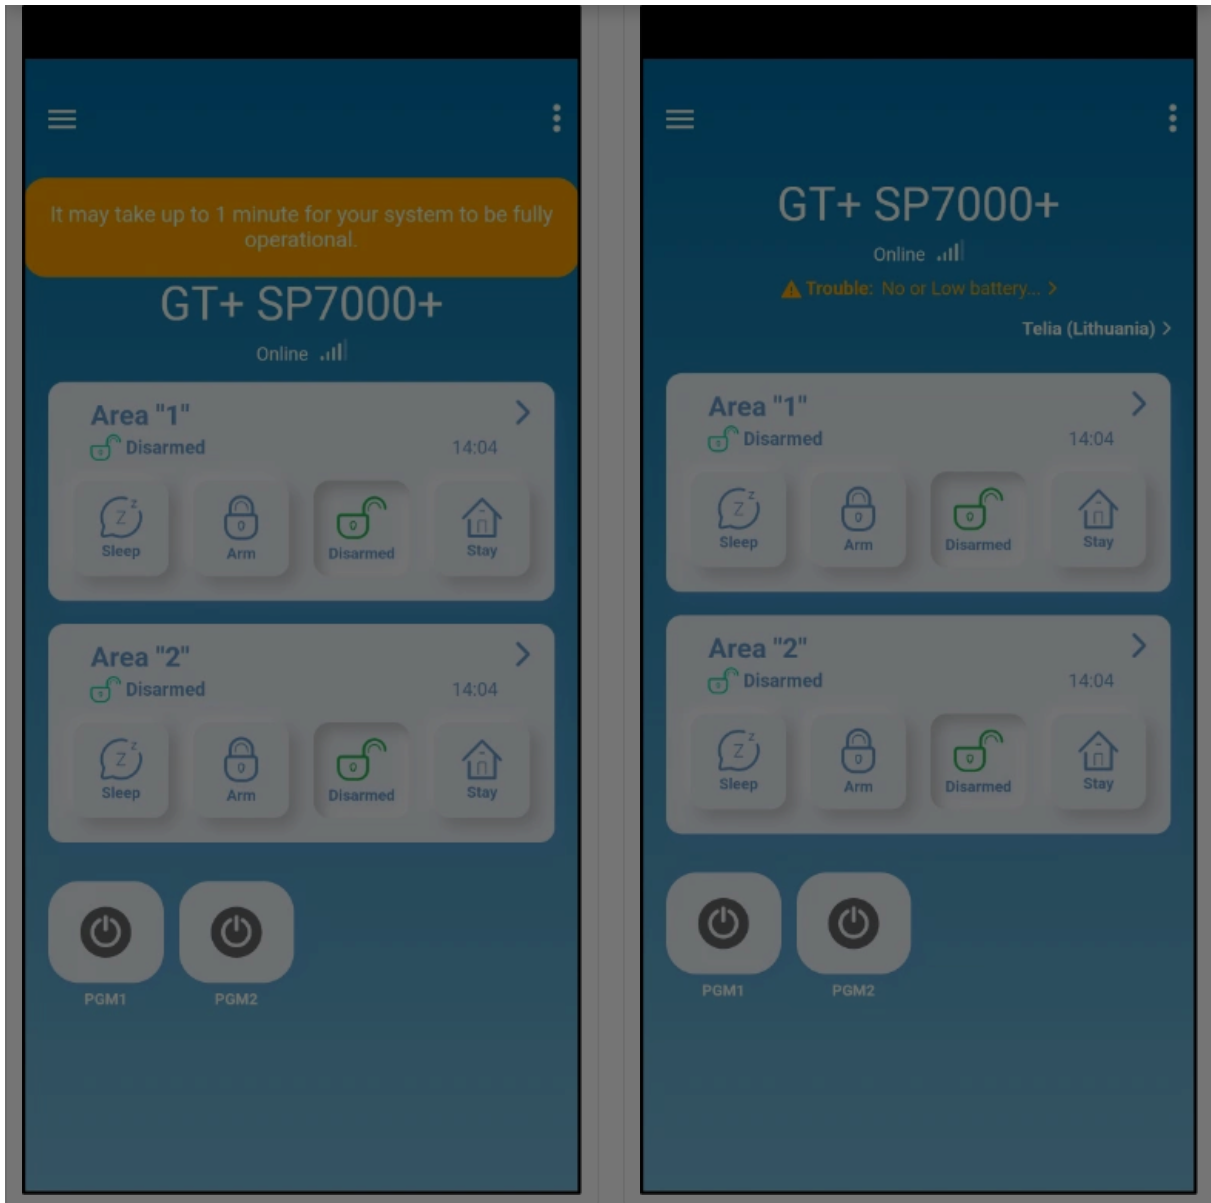 It may take up to 1 minute for your system to be fully
operational.
GT+ SP7000+
Online
Area "1"
Disarmed
14:04
Sleep
Arm
Disarmed
Stay
Area "2"
Disarmed
14:04
Sleep
Arm
Disarmed
Stay
PGM1
PGM2
GT+ SP7000+
Online
Trouble: No or Low battery...
Telia (Lithuania)
Area "1"
Disarmed
14:04
Sleep
Arm
Disarmed
Stay
Area "2"
Disarmed
14:04
Sleep
Arm
Disarmed
Stay
PGM1
PGM2